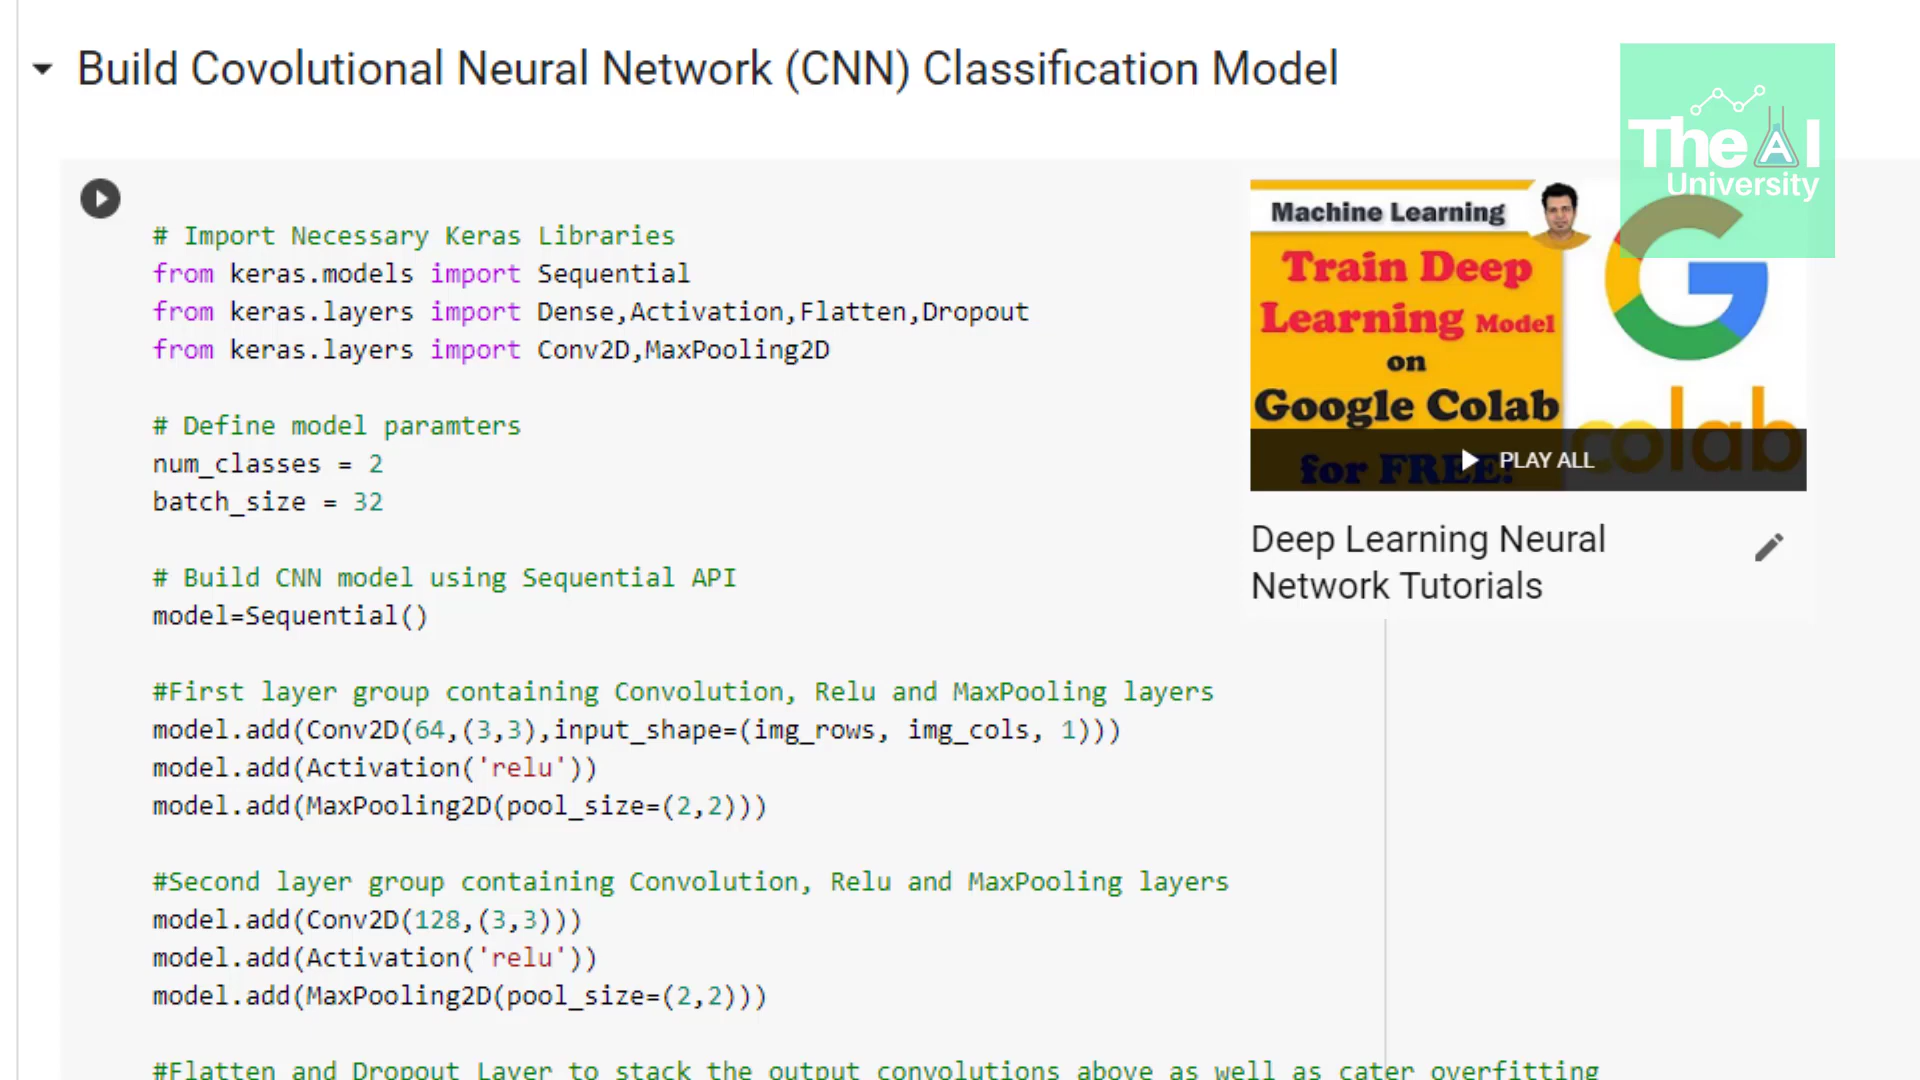 Build Covolutional Neural Network (CNN) Classification Model
# Import Necessary Keras Libraries
from keras.models import Sequential
from keras.layers import Dense,Activation,Flatten,Dropout
from keras.layers import Conv2D,MaxPooling2D
# Define model paramters
num_classes = 2
batch_size = 32
# Build CNN model using Sequential API
model=Sequential()
#First layer group containing Convolution, Relu and MaxPooling layers
model.add(Conv2D(64,(3,3),input_shape=(img_rows, img_cols, 1)))
model.add(Activation('relu'))
model.add(MaxPooling2D(pool_size=(2,2)))
#Second layer group containing Convolution, Relu and MaxPooling layers
model.add(Conv2D(128,(3,3)))
model.add(Activation('relu'))
model.add(MaxPooling2D(pool_size=(2,2)))
#Flatten and Dropout Layer to stack the output convolutions above as well as cater overfitting
The AI
University
Machine Learning
Train Deep
Learning Model
on
Google Colab
for FREE!
colab
PLAY ALL
Deep Learning Neural
Network Tutorials